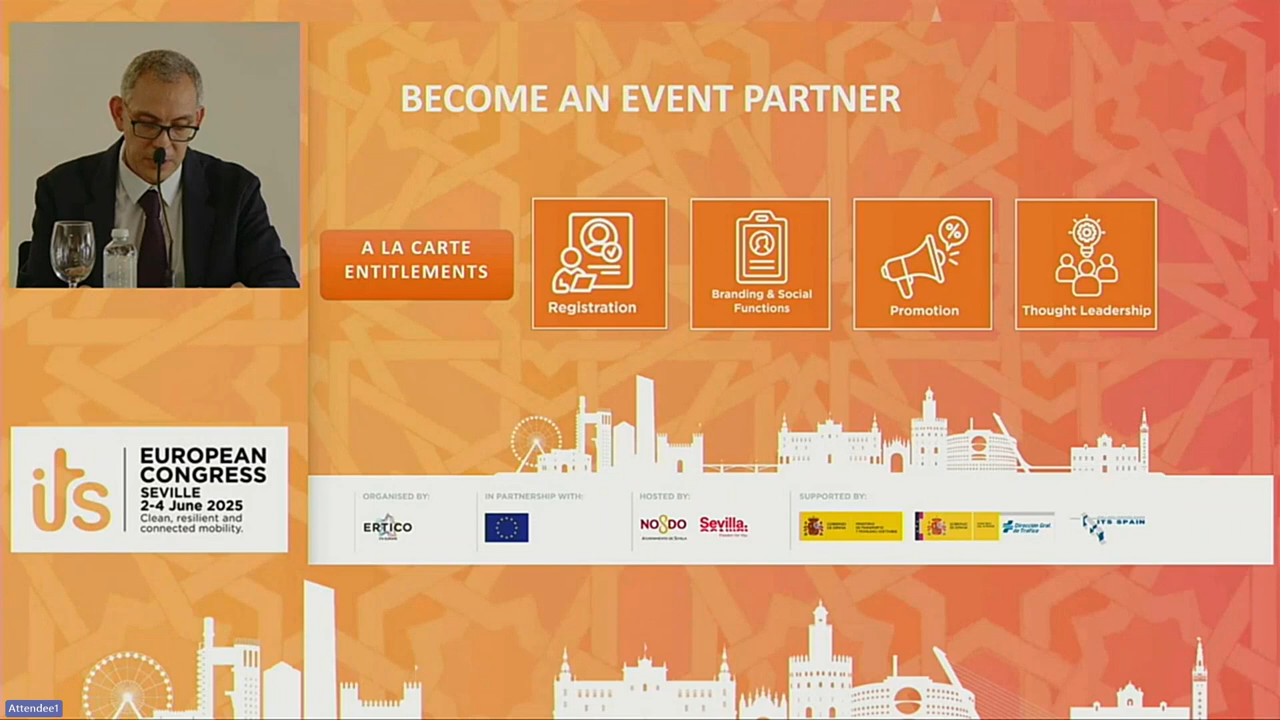 BECOME AN EVENT PARTNER
A LA CARTE
ENTITLEMENTS
Registration
Branding & Social
Functions
Promotion
Thought Leadership
its
EUROPEAN
CONGRESS
SEVILLE
2-4 June 2025
Clean, resilient and
connected mobility.
ORGANISED BY:
IN PARTNERSHIP WITH:
HOSTED BY:
SUPPORTED BY:
ERTICO
NO8DO
Sevilla.
Dirección Gral.
de Tráfico
ITS SPAIN
Attendee1